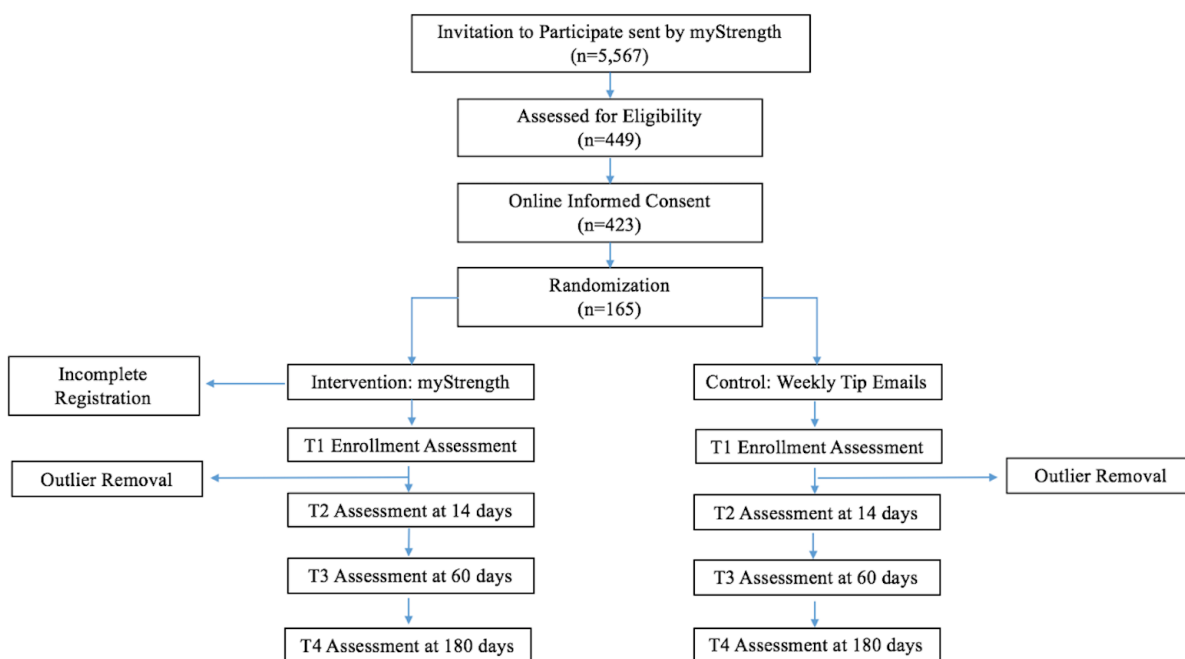 Invitation to Participate sent by myStrength
(n=5,567)
Assessed for Eligibility
(n=449)
Online Informed Consent
(n=423)
Randomization
(n=165)
Incomplete
Registration
Intervention: myStrength
Control: Weekly Tip Emails
T1 Enrollment Assessment
T1 Enrollment Assessment
Outlier Removal
Outlier Removal
T2 Assessment at 14 days
T2 Assessment at 14 days
T3 Assessment at 60 days
T3 Assessment at 60 days
T4 Assessment at 180 days
T4 Assessment at 180 days